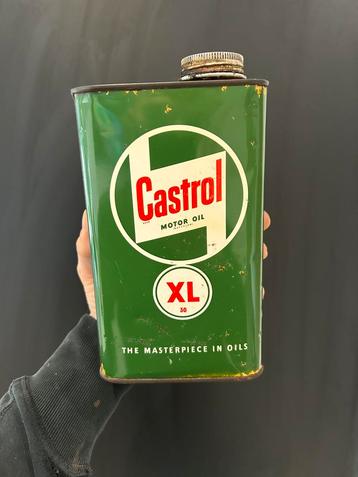 Castrol
MOTOR OIL
XL
30
THE MASTERPIECE IN OILS